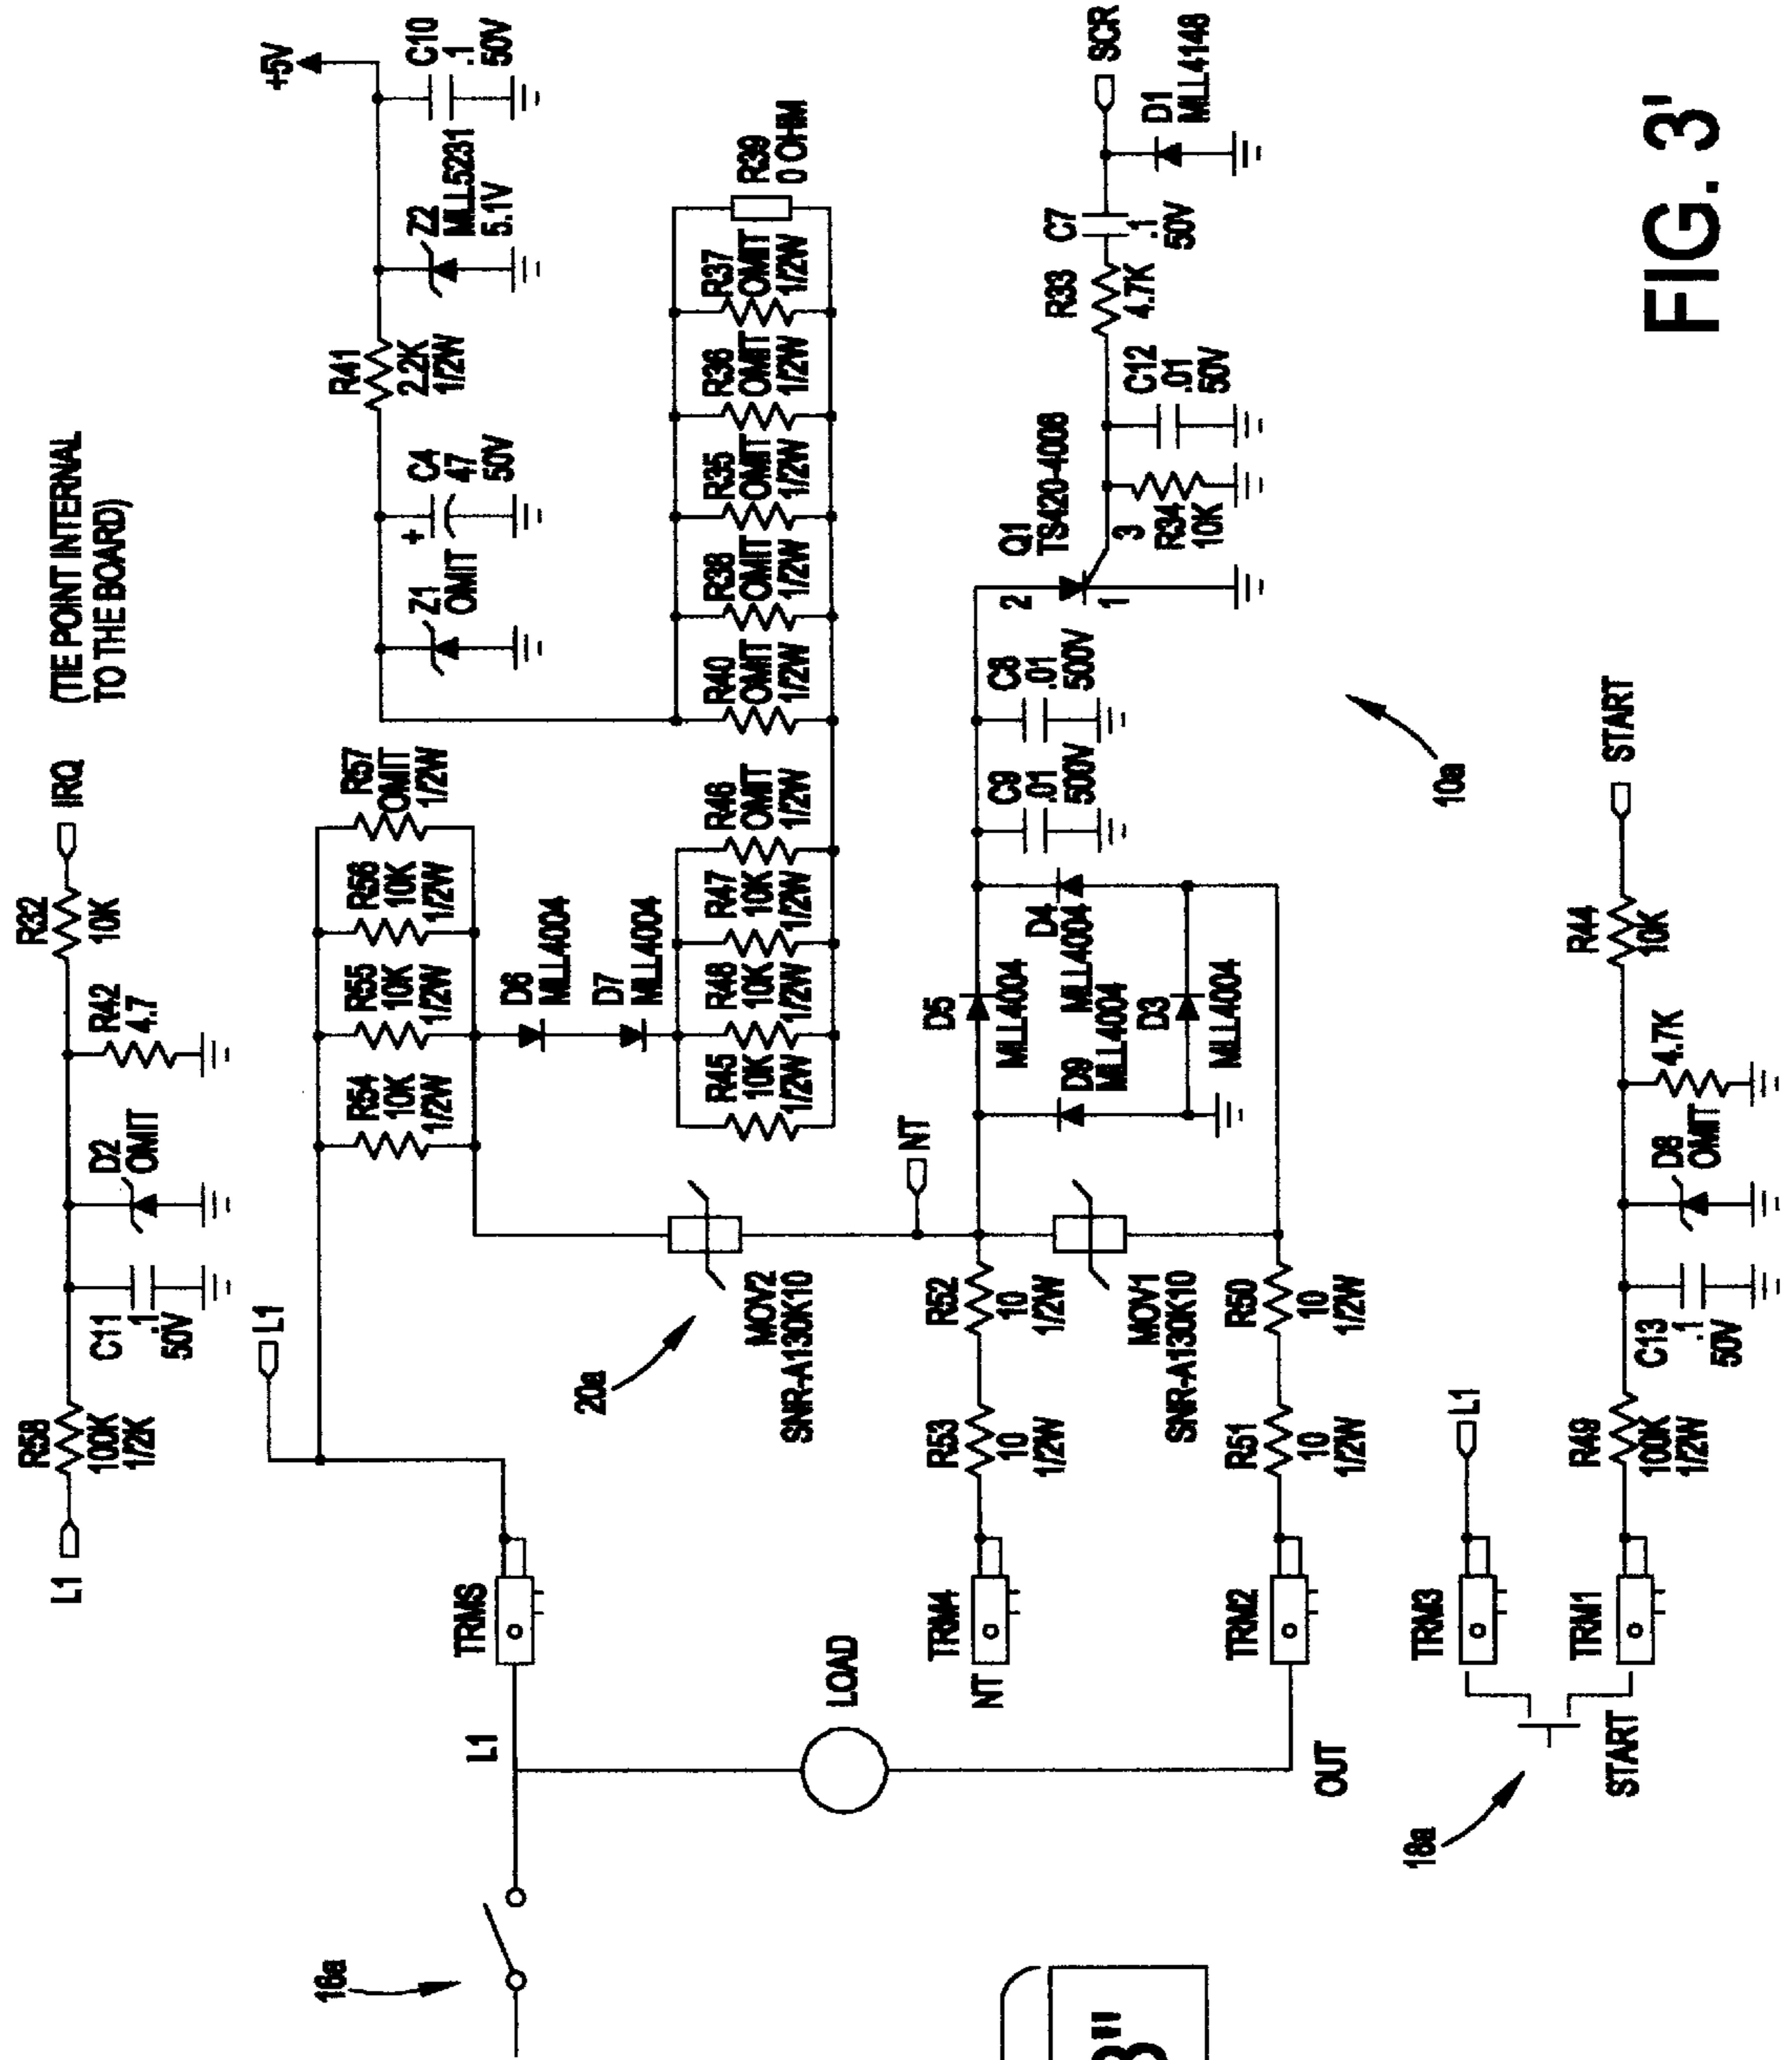 L1
R58
100K
1/2K
C11
.1
50V
D2
OMIT
R42
4.7
R32
10K
IRQ
(TIE POINT INTERNAL
TO THE BOARD)
+5V
C10
.1
50V
Z2
MLL5231
5.1V
R41
2.2K
1/2W
C4
+
47
50V
Z1
OMIT
L1
R54
10K
1/2W
R55
10K
1/2W
R56
10K
1/2W
R57
OMIT
1/2W
D6
MLL4004
D7
MLL4004
R45
10K
1/2W
R48
10K
1/2W
R47
10K
1/2W
R46
OMIT
1/2W
R40
OMIT
1/2W
R38
OMIT
1/2W
R35
OMIT
1/2W
R36
OMIT
1/2W
R37
OMIT
1/2W
R39
0 OHM
16a
L1
TRMS
20a
MOV2
SNR-A130K10
NT
LOAD
TRM4
NT
R53
10
1/2W
R52
10
1/2W
MOV1
SNR-A130K10
D5
MLL4004
D9
MLL4004
D4
MLL4004
D3
MLL4004
C9
.01
500V
C8
.01
500V
Q1
TS420-4006
2
1
3
R34
10K
C12
.01
50V
R33
4.7K
C7
.1
50V
SCR
D1
MLL4148
TRM2
OUT
R51
10
1/2W
R50
10
1/2W
10a
TRM3
L1
18a
START
TRM1
R49
100K
1/2W
C13
.1
50V
D8
OMIT
4.7K
R44
10K
START
FIG. 3'
3"